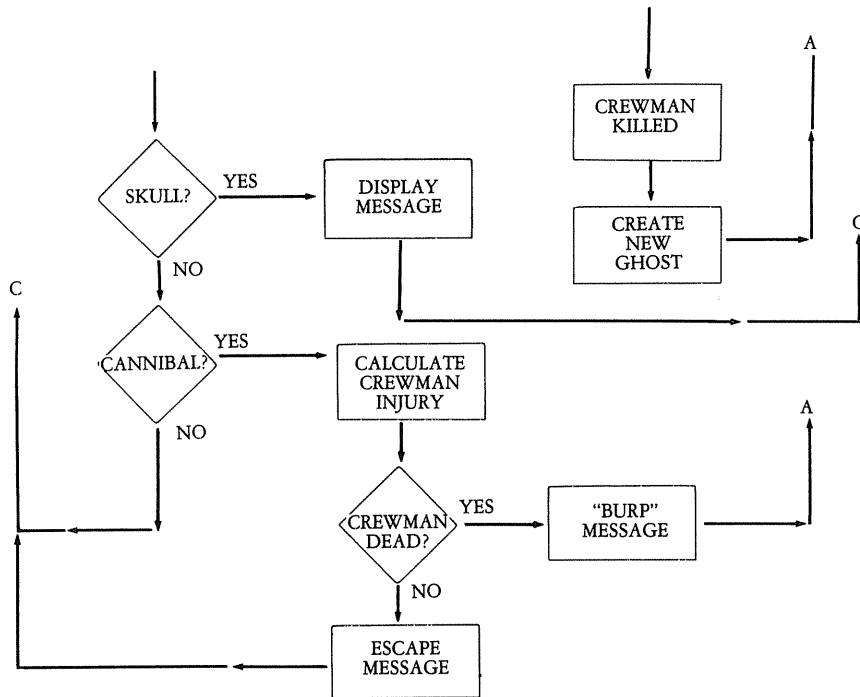 A
CREWMAN
KILLED
SKULL?
YES
DISPLAY
MESSAGE
CREATE
NEW
GHOST
C
NO
C
CANNIBAL?
YES
CALCULATE
CREWMAN
INJURY
NO
A
CREWMAN
DEAD?
YES
“BURP”
MESSAGE
NO
ESCAPE
MESSAGE